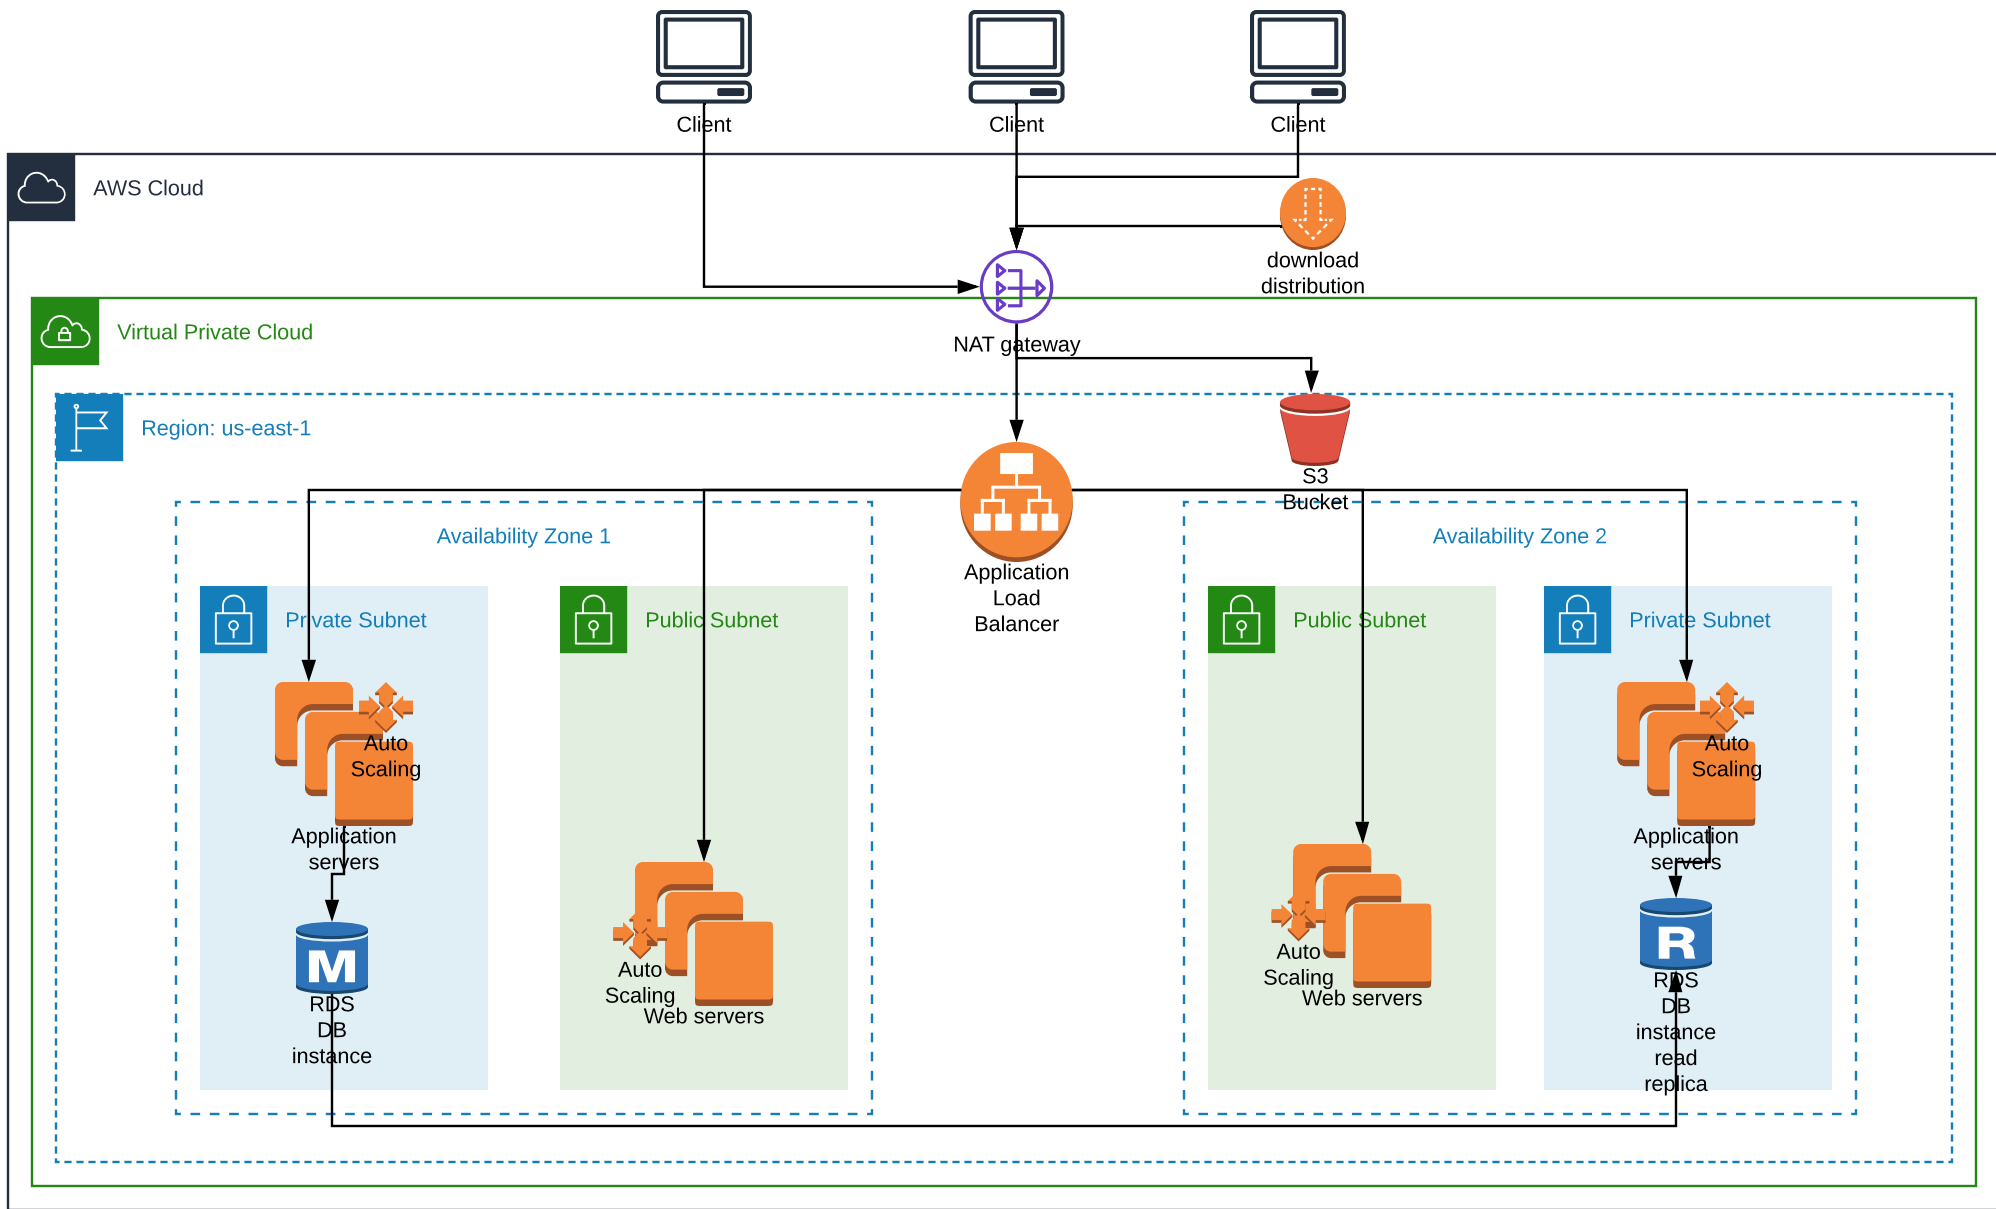 Client
Client
Client
AWS Cloud
download
distribution
Virtual Private Cloud
NAT gateway
Region: us-east-1
S3
Bucket
Availability Zone 1
Availability Zone 2
Application
Load
Balancer
Private Subnet
Public Subnet
Public Subnet
Private Subnet
Auto
Scaling
Application
servers
M
RDS
DB
instance
Auto
Scaling
Web servers
Auto
Scaling
Web servers
Auto
Scaling
Application
servers
R
RDS
DB
instance
read
replica